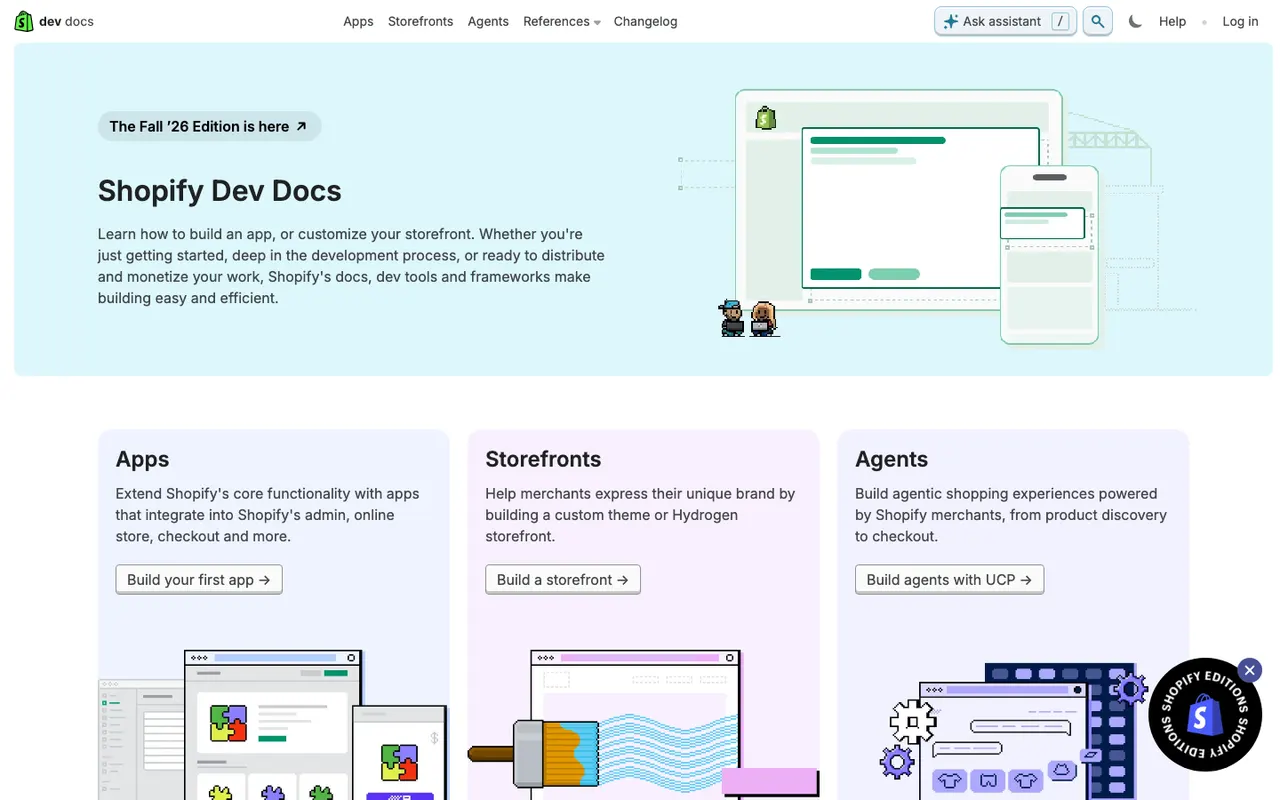 dev docs
Apps
Storefronts
Agents
References
Changelog
Ask assistant /
Help
Log in
The Fall ’26 Edition is here ↗
Shopify Dev Docs
Learn how to build an app, or customize your storefront. Whether you're
just getting started, deep in the development process, or ready to distribute
and monetize your work, Shopify's docs, dev tools and frameworks make
building easy and efficient.
Apps
Extend Shopify's core functionality with apps
that integrate into Shopify's admin, online
store, checkout and more.
Build your first app →
Storefronts
Help merchants express their unique brand by
building a custom theme or Hydrogen
storefront.
Build a storefront →
Agents
Build agentic shopping experiences powered
by Shopify merchants, from product discovery
to checkout.
Build agents with UCP →
$
SHOPIFY EDITIONS SHOPIFY EDITIONS